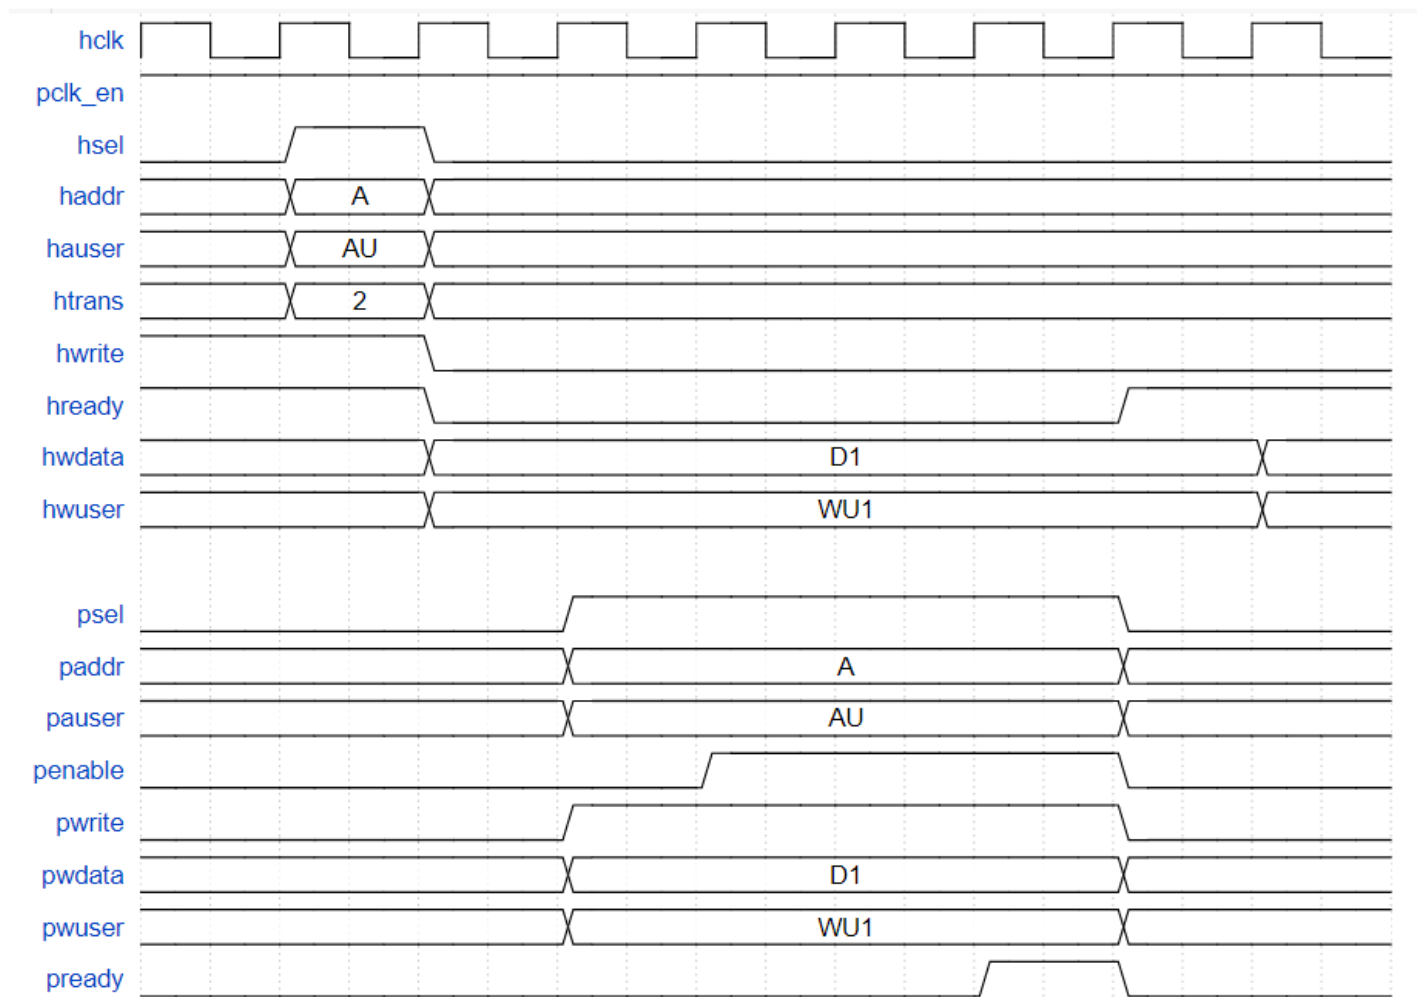 hclk
pclk_en
hsel
haddr A
hauser AU
htrans 2
hwrite
hready
hwdata D1
hwuser WU1
psel
paddr A
pauser AU
penable
pwrite
pwdata D1
pwuser WU1
pready